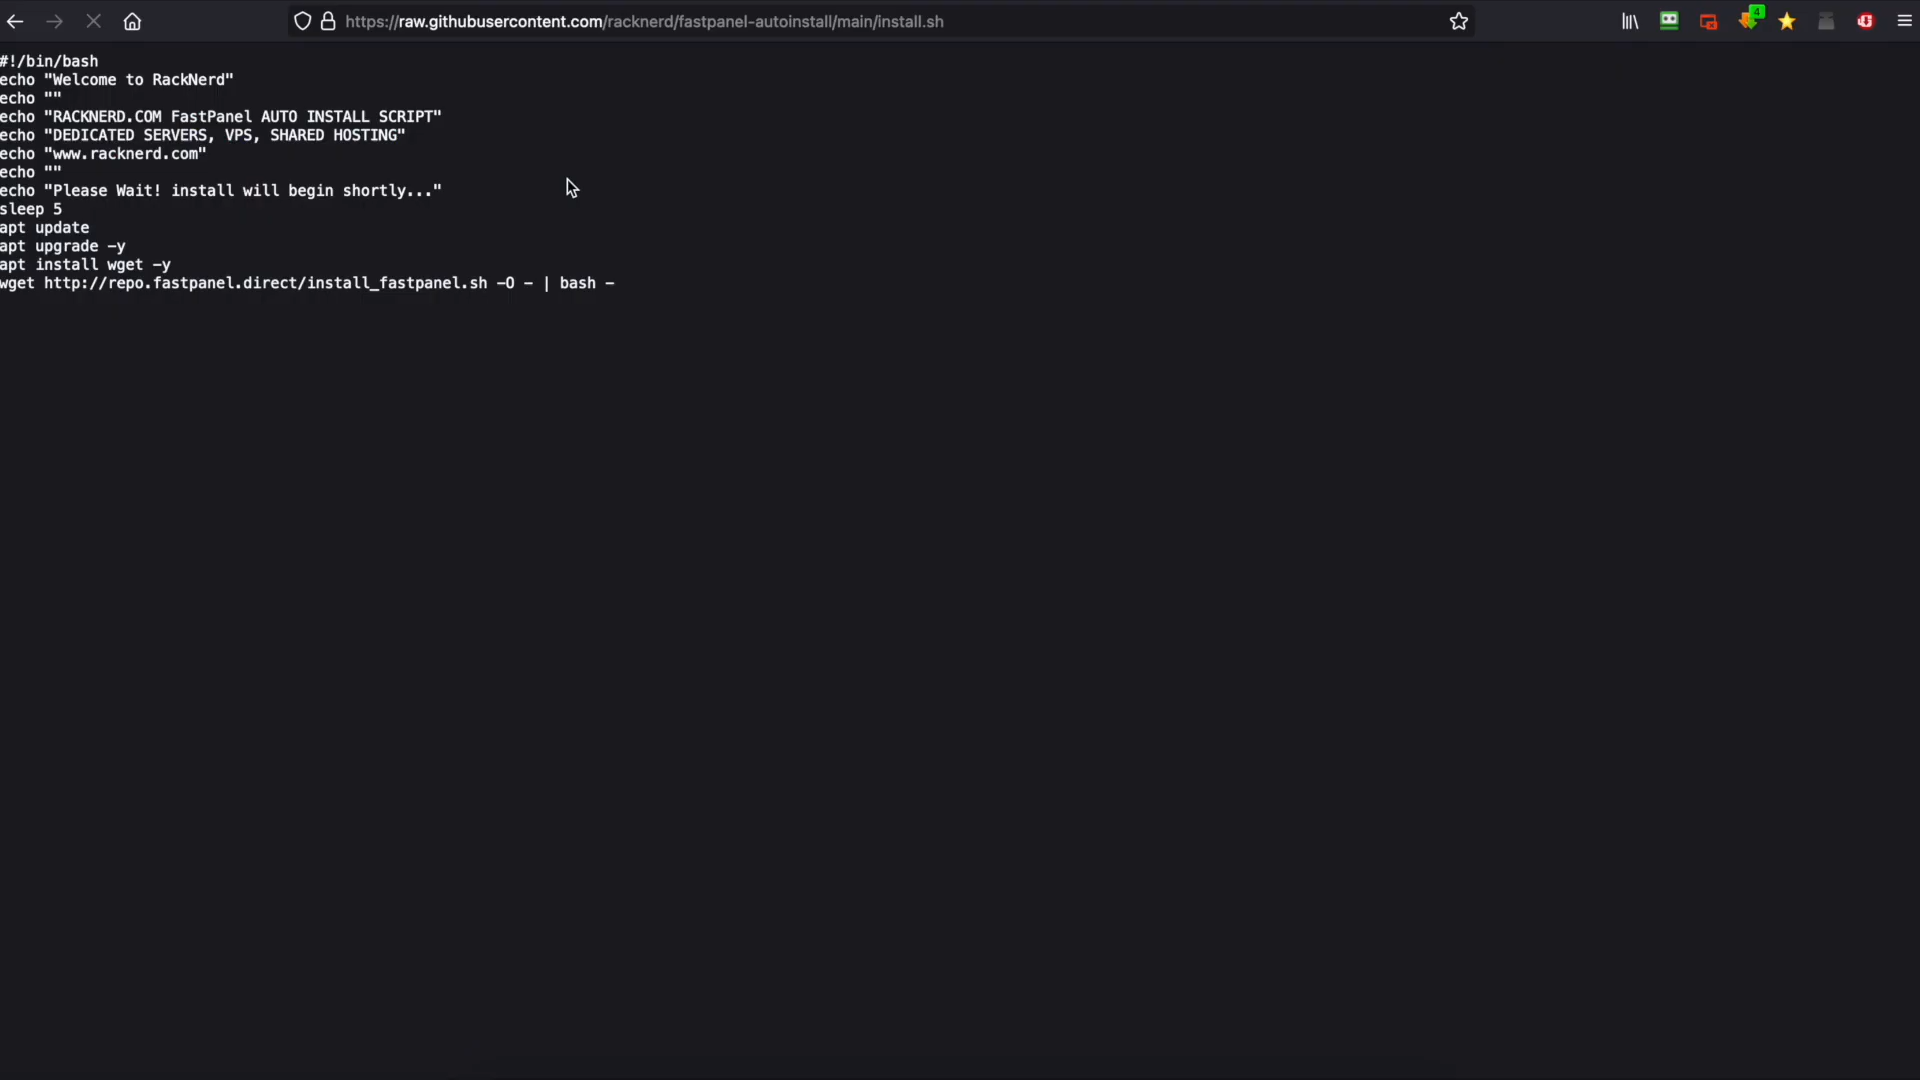 https://raw.githubusercontent.com/racknerd/fastpanel-autoinstall/main/install.sh
4
#!/bin/bash
echo "Welcome to RackNerd"
echo ""
echo "RACKNERD.COM FastPanel AUTO INSTALL SCRIPT"
echo "DEDICATED SERVERS, VPS, SHARED HOSTING"
echo "www.racknerd.com"
echo ""
echo "Please Wait! install will begin shortly..."
sleep 5
apt update
apt upgrade -y
apt install wget -y
wget http://repo.fastpanel.direct/install_fastpanel.sh -O - | bash -